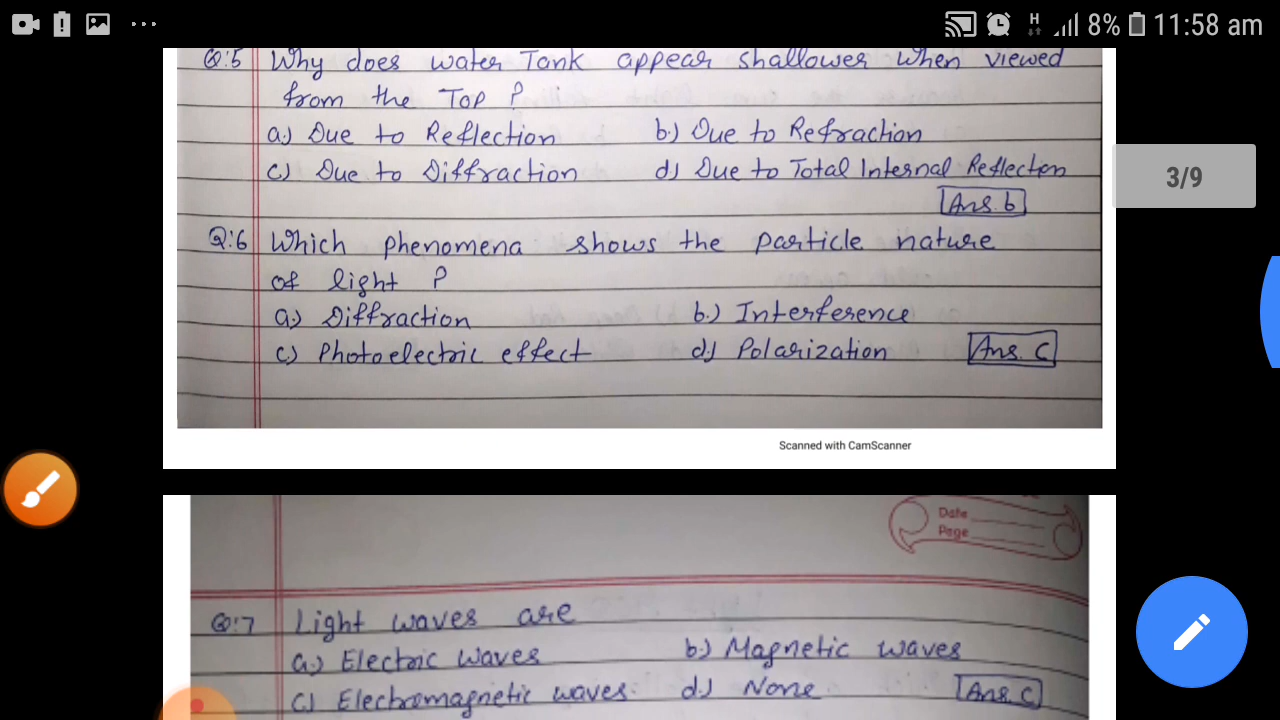 H 8% 11:58 am
Q:5 Why does water Tank appear shallower when viewed
from the Top ?
a.) Due to Reflection b.) Due to Refraction
c.) Due to Diffraction d.) Due to Total Internal Reflection
Ans. b
3/9
Q:6 Which phenomena shows the particle nature
of light ?
a.) Diffraction b.) Interference
c.) Photoelectric effect d.) Polarization Ans. C
Scanned with CamScanner
Date
Page
Q:7 Light waves are
a.) Electric Waves b.) Magnetic waves
c.) Electromagnetic waves. d.) None Ans. C